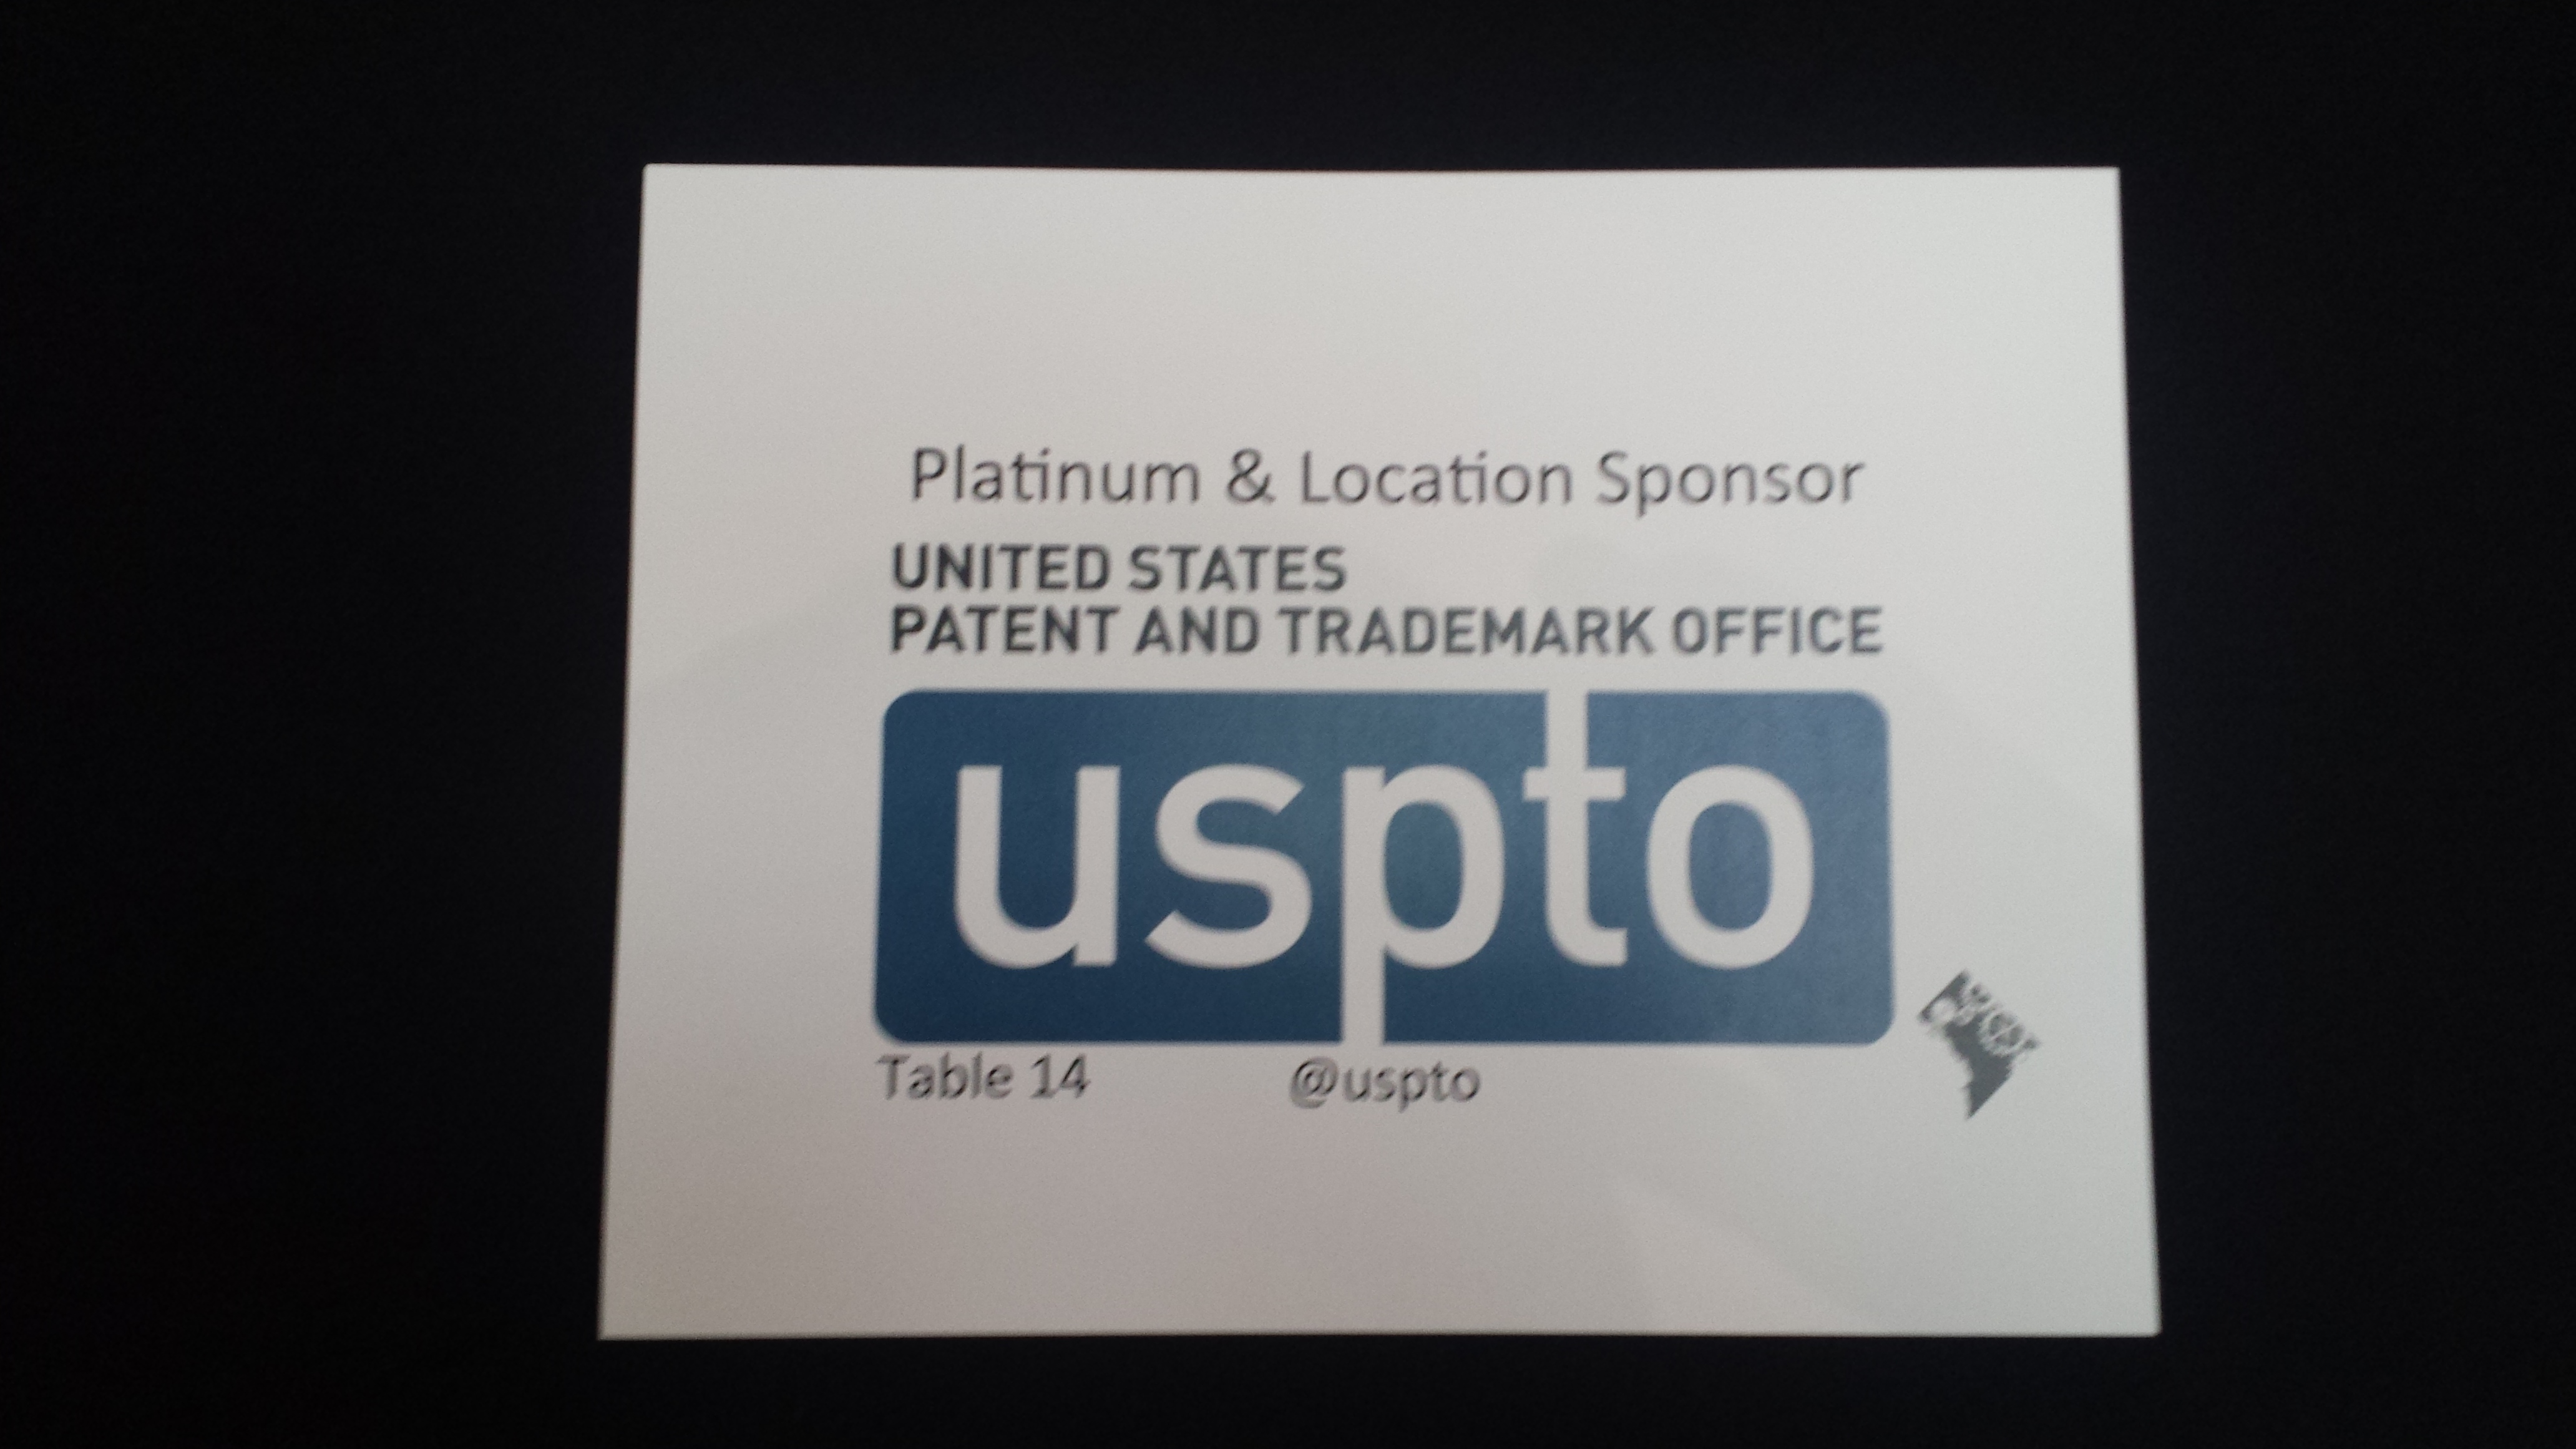 Platinum & Location Sponsor
UNITED STATES
PATENT AND TRADEMARK OFFICE
uspto
Table 14 @uspto